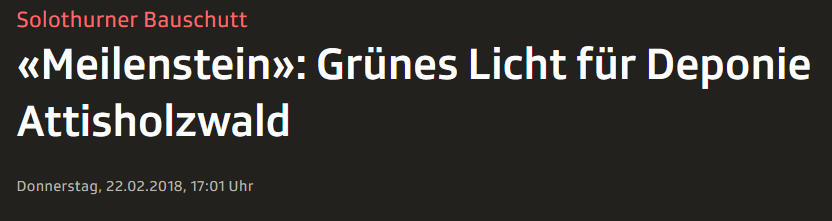 Solothurner Bauschutt
«Meilenstein»: Grünes Licht für Deponie
Attisholzwald
Donnerstag, 22.02.2018, 17:01 Uhr